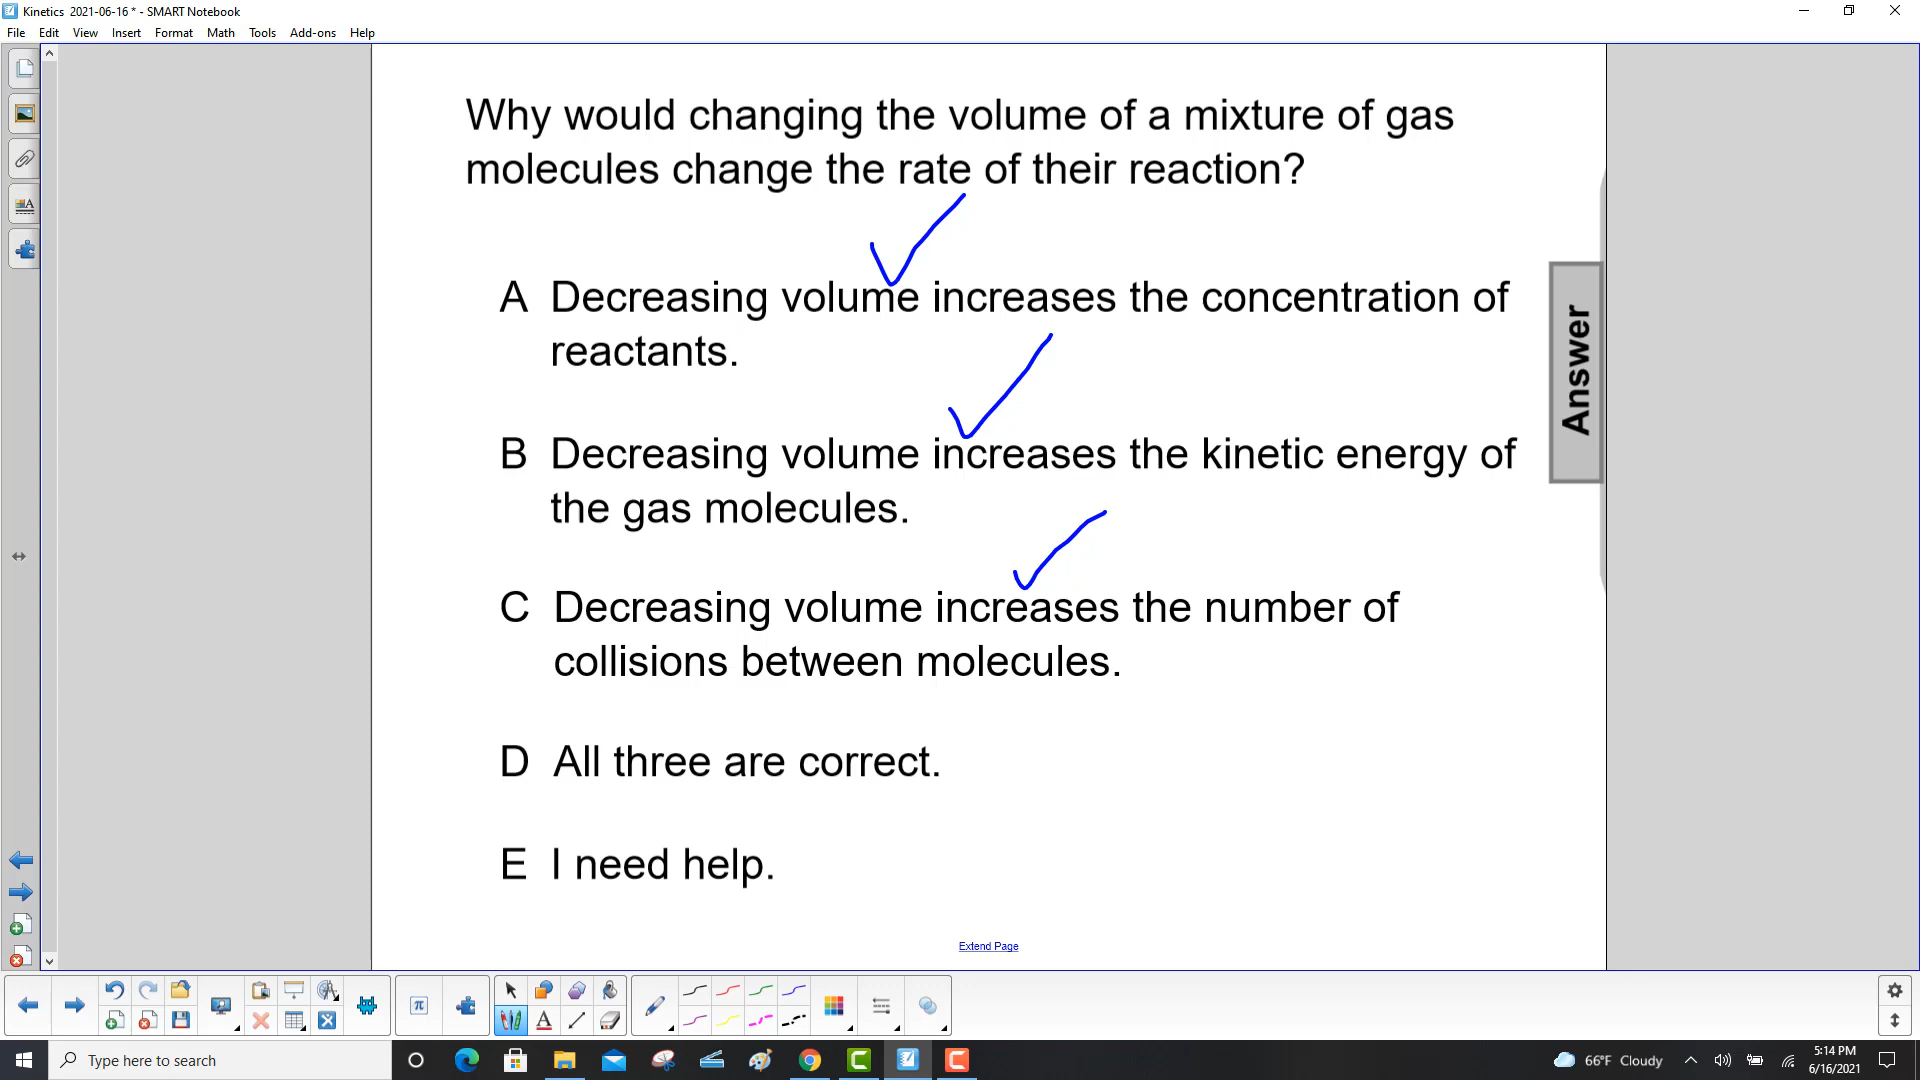 Kinetics 2021-06-16 * - SMART Notebook
File Edit View Insert Format Math Tools Add-ons Help
Why would changing the volume of a mixture of gas
molecules change the rate of their reaction?
A Decreasing volume increases the concentration of
reactants.
B Decreasing volume increases the kinetic energy of
the gas molecules.
C Decreasing volume increases the number of
collisions between molecules.
D All three are correct.
E I need help.
Answer
Extend Page
Type here to search
66°F Cloudy
5:14 PM
6/16/2021